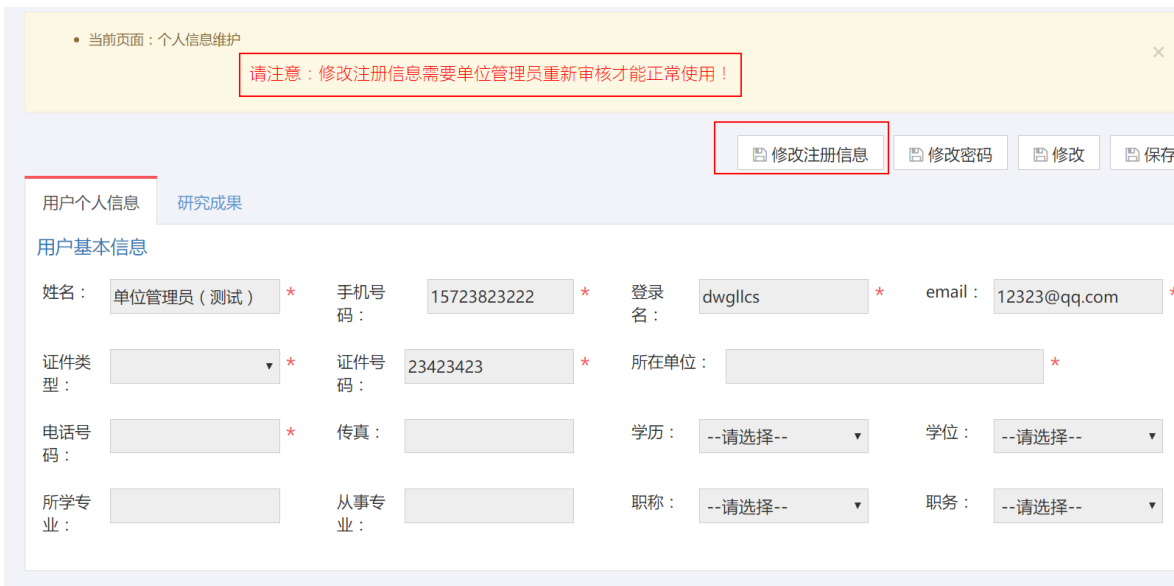 当前页面：个人信息维护
请注意：修改注册信息需要单位管理员重新审核才能正常使用！
修改注册信息 修改密码 修改 保存
用户个人信息 研究成果
用户基本信息
姓名： 单位管理员（测试） * 手机号码： 15723823222 * 登录名： dwgllcs * email： 12323@qq.com *
证件类型： * 证件号码： 23423423 * 所在单位： *
电话号码： * 传真： 学历： --请选择-- 学位： --请选择--
所学专业： 从事专业： 职称： --请选择-- 职务： --请选择--